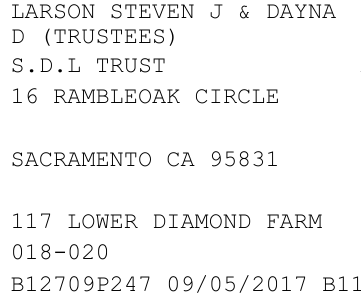 LARSON STEVEN J & DAYNA
D (TRUSTEES)
S.D.L TRUST
16 RAMBLEOAK CIRCLE
SACRAMENTO CA 95831
117 LOWER DIAMOND FARM
018-020
B12709P247 09/05/2017 B11